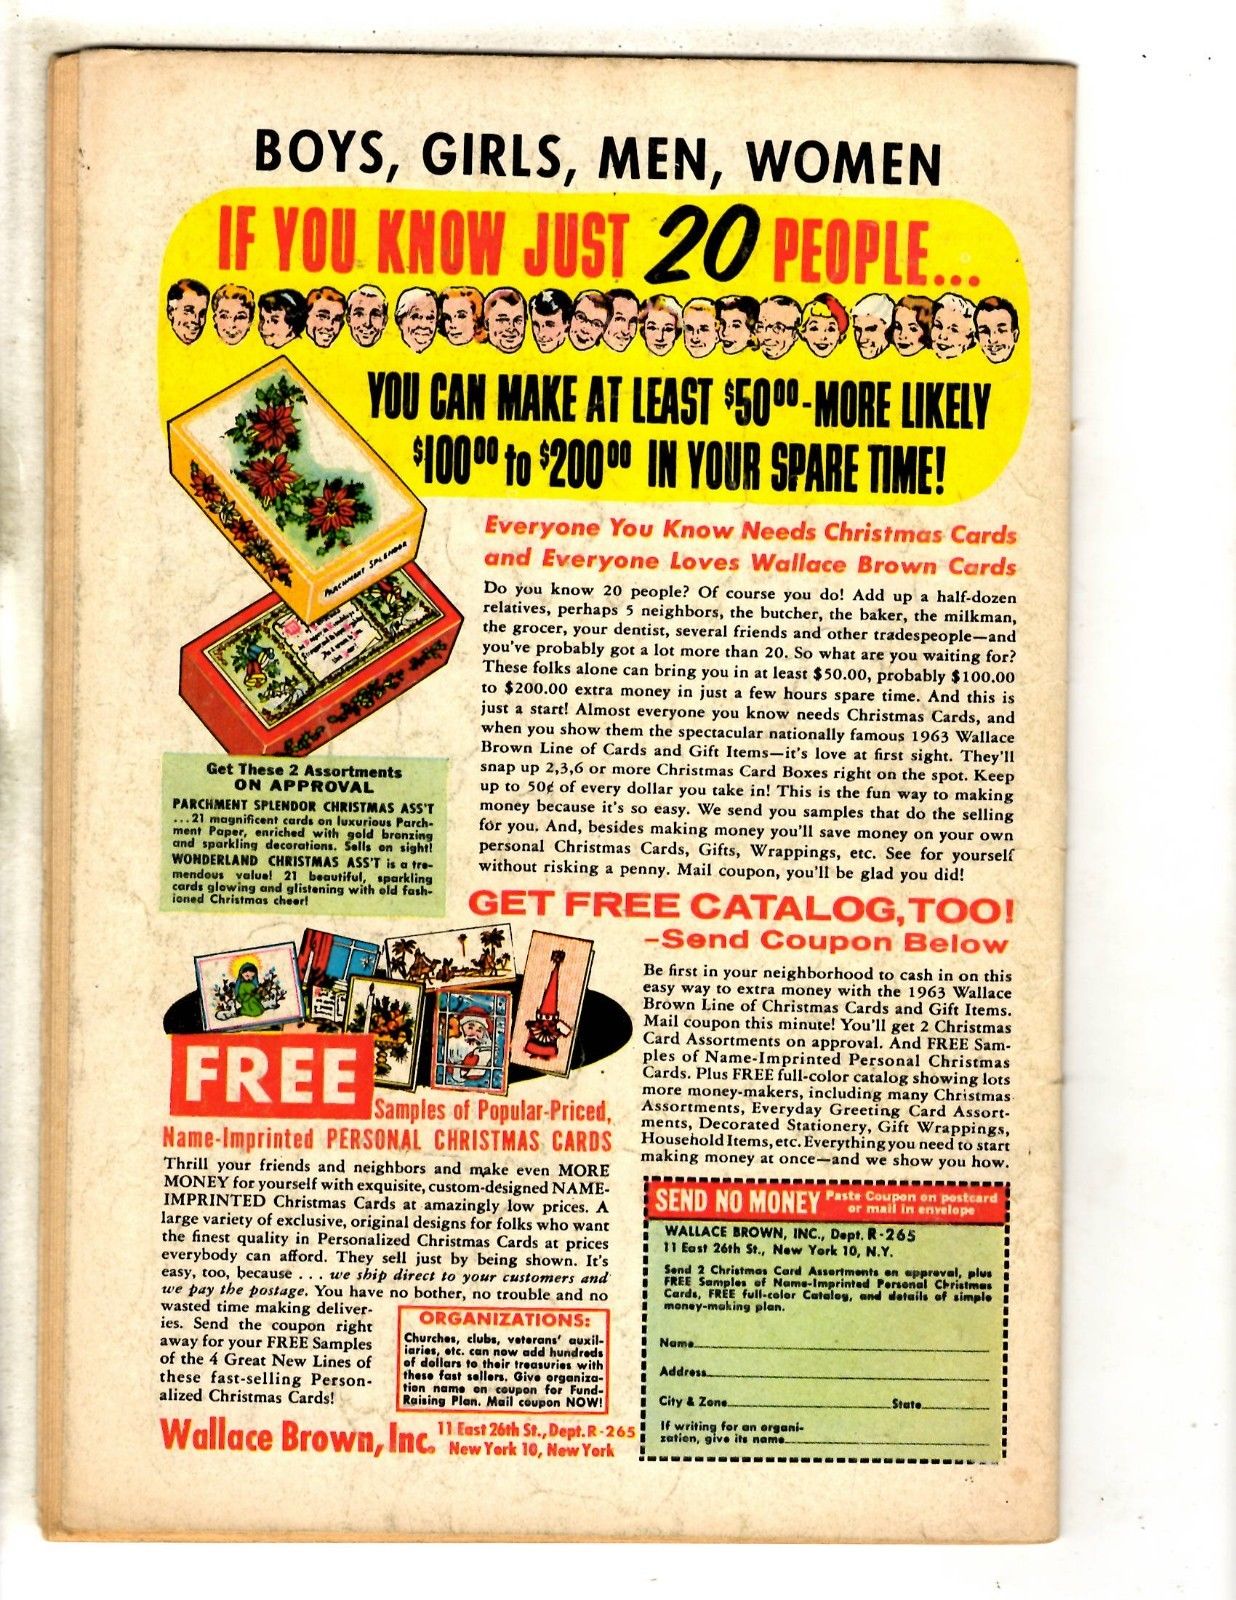 BOYS, GIRLS, MEN, WOMEN
IF YOU KNOW JUST 20 PEOPLE...
YOU CAN MAKE AT LEAST $5000-MORE LIKELY
$10000 to $20000 IN YOUR SPARE TIME!
PARCHMENT SPLENDOR
Everyone You Know Needs Christmas Cards
and Everyone Loves Wallace Brown Cards
Do you know 20 people? Of course you do! Add up a half-dozen
relatives, perhaps 5 neighbors, the butcher, the baker, the milkman,
the grocer, your dentist, several friends and other tradespeople—and
you've probably got a lot more than 20. So what are you waiting for?
These folks alone can bring you in at least $50.00, probably $100.00
to $200.00 extra money in just a few hours spare time. And this is
just a start! Almost everyone you know needs Christmas Cards, and
when you show them the spectacular nationally famous 1963 Wallace
Brown Line of Cards and Gift Items—it's love at first sight. They'll
snap up 2,3,6 or more Christmas Card Boxes right on the spot. Keep
up to 50¢ of every dollar you take in! This is the fun way to making
money because it's so easy. We send you samples that do the selling
for you. And, besides making money you'll save money on your own
personal Christmas Cards, Gifts, Wrappings, etc. See for yourself
without risking a penny. Mail coupon, you'll be glad you did!
Get These 2 Assortments
ON APPROVAL
PARCHMENT SPLENDOR CHRISTMAS ASS'T
...21 magnificent cards on luxurious Parch-
ment Paper, enriched with gold bronzing
and sparkling decorations. Sells on sight!
WONDERLAND CHRISTMAS ASS'T is a tre-
mendous value! 21 beautiful, sparkling
cards glowing and glistening with old fash-
ioned Christmas cheer!
GET FREE CATALOG, TOO!
—Send Coupon Below
Be first in your neighborhood to cash in on this
easy way to extra money with the 1963 Wallace
Brown Line of Christmas Cards and Gift Items.
Mail coupon this minute! You'll get 2 Christmas
Card Assortments on approval. And FREE Sam-
ples of Name-Imprinted Personal Christmas
Cards. Plus FREE full-color catalog showing lots
more money-makers, including many Christmas
Assortments, Everyday Greeting Card Assort-
ments, Decorated Stationery, Gift Wrappings,
Household Items, etc. Everything you need to start
making money at once—and we show you how.
FREE
Samples of Popular-Priced,
Name-Imprinted PERSONAL CHRISTMAS CARDS
Thrill your friends and neighbors and make even MORE
MONEY for yourself with exquisite, custom-designed NAME-
IMPRINTED Christmas Cards at amazingly low prices. A
large variety of exclusive, original designs for folks who want
the finest quality in Personalized Christmas Cards at prices
everybody can afford. They sell just by being shown. It's
easy, too, because . . . we ship direct to your customers and
we pay the postage. You have no bother, no trouble and no
wasted time making deliver-
ies. Send the coupon right
away for your FREE Samples
of the 4 Great New Lines of
these fast-selling Person-
alized Christmas Cards!
ORGANIZATIONS:
Churches, clubs, veterans' auxil-
iaries, etc. can now add hundreds
of dollars to their treasuries with
these fast sellers. Give organiza-
tion name on coupon for Fund-
Raising Plan. Mail coupon NOW!
Wallace Brown, Inc. 11 East 26th St., Dept. R-265
New York 10, New York
SEND NO MONEY Paste Coupon on postcard
or mail in envelope
WALLACE BROWN, INC., Dept. R-265
11 East 26th St., New York 10, N.Y.
Send 2 Christmas Card Assortments on approval, plus
FREE Samples of Name-Imprinted Personal Christmas
Cards, FREE full-color Catalog, and details of simple
money-making plan.
Name
Address
City & Zone State
If writing for an organi-
zation, give its name